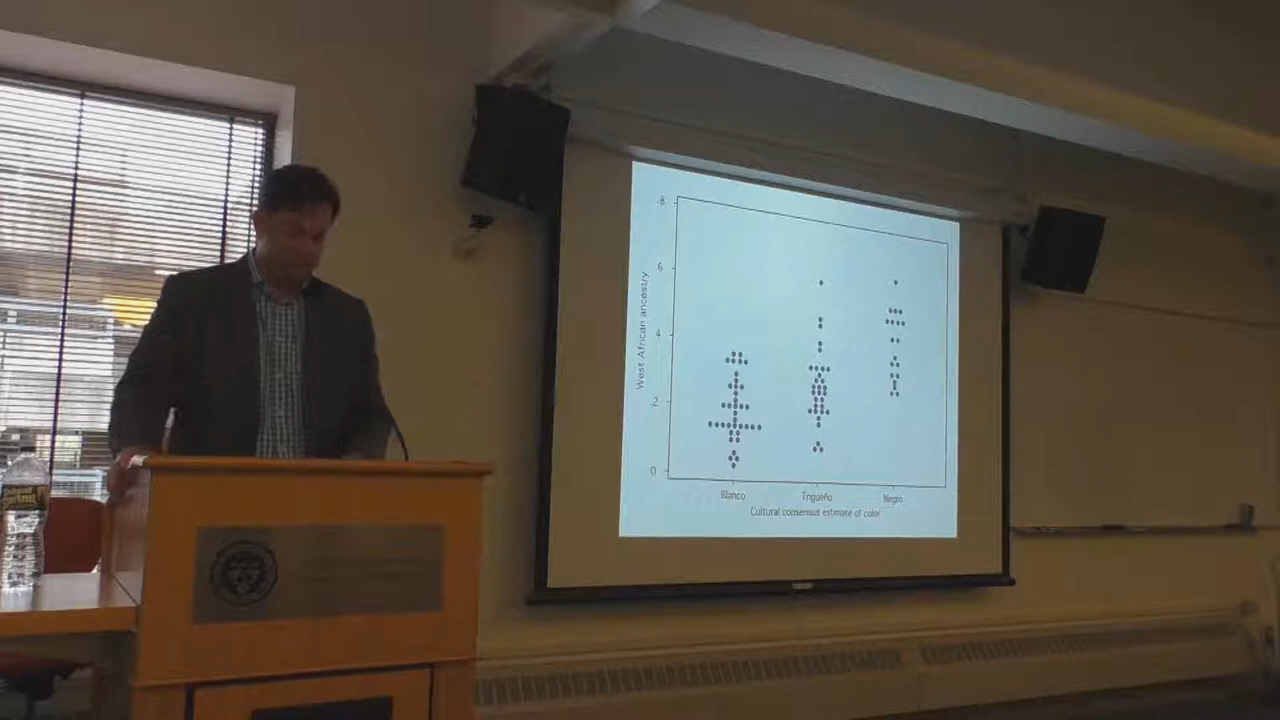 8
6
4
2
0
West African ancestry
Blanco
Trigueño
Negro
Cultural consensus estimate of color